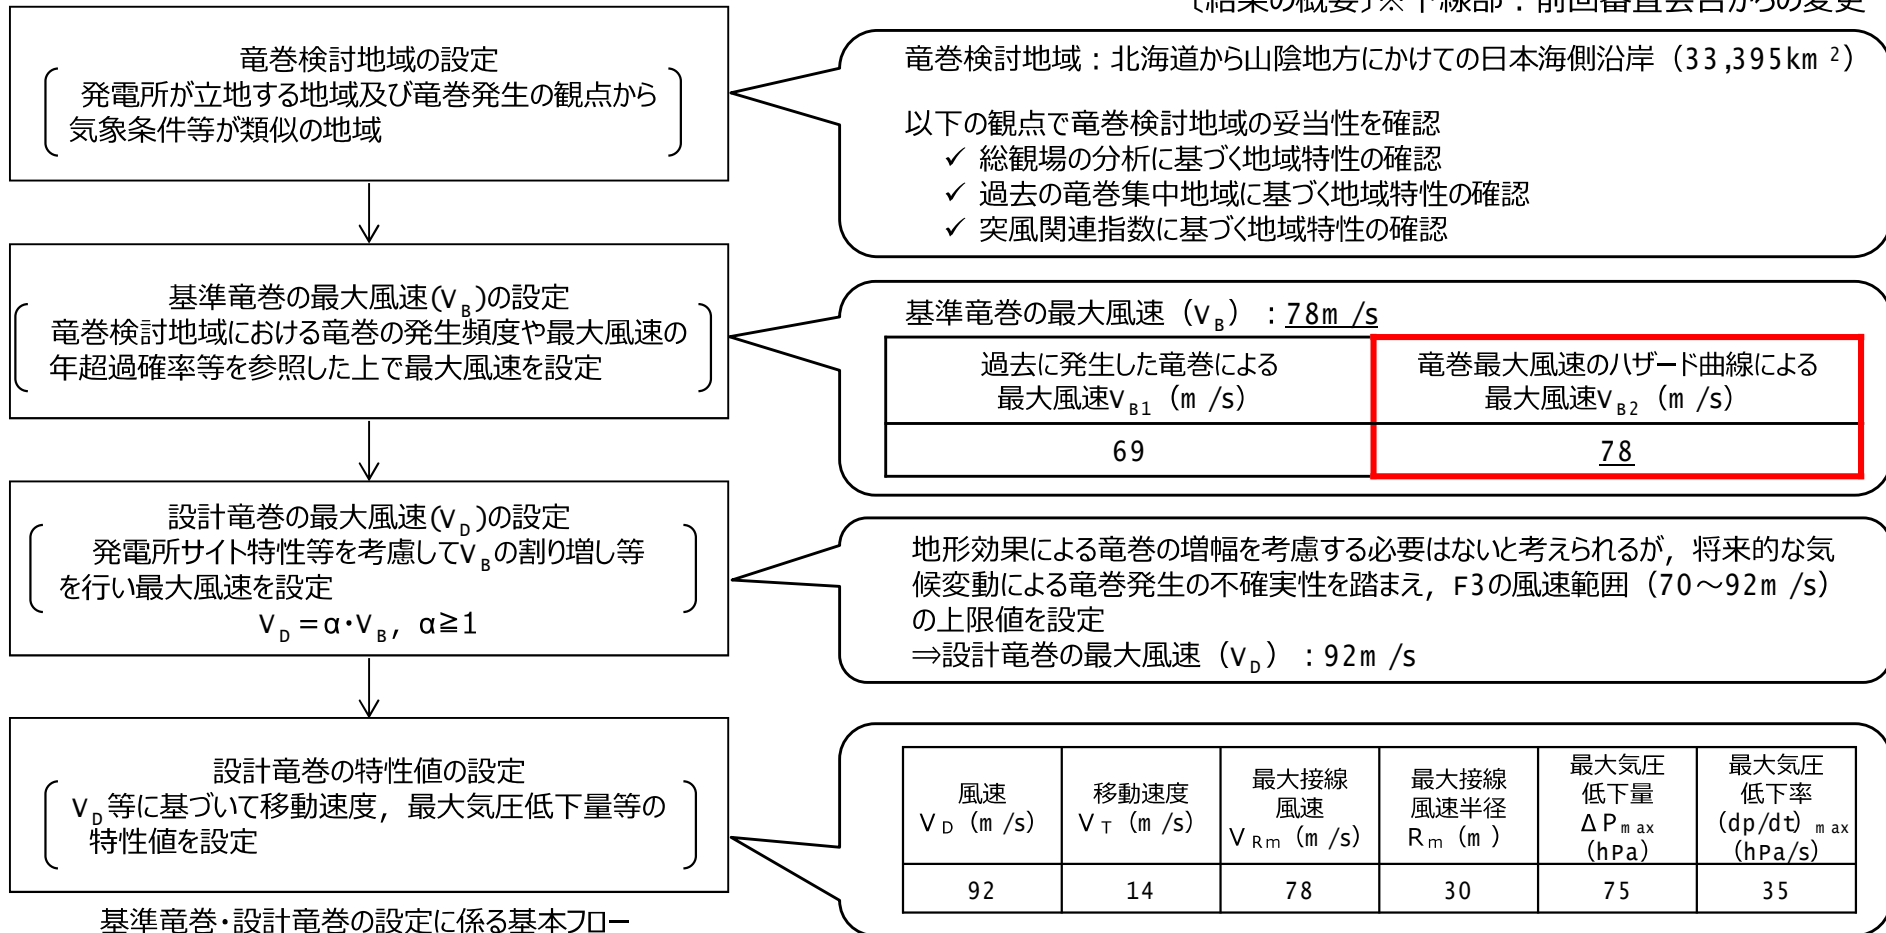 〔結果の概要〕※下線部：前回審査会合からの変更
竜巻検討地域の設定
発電所が立地する地域及び竜巻発生の観点から
気象条件等が類似の地域
竜巻検討地域：北海道から山陰地方にかけての日本海側沿岸（33,395km²）
以下の観点で竜巻検討地域の妥当性を確認
✓ 総観場の分析に基づく地域特性の確認
✓ 過去の竜巻集中地域に基づく地域特性の確認
✓ 突風関連指数に基づく地域特性の確認
基準竜巻の最大風速(VB)の設定
竜巻検討地域における竜巻の発生頻度や最大風速の
年超過確率等を参照した上で最大風速を設定
基準竜巻の最大風速（VB）：78m/s
過去に発生した竜巻による
最大風速VB1（m/s）
竜巻最大風速のハザード曲線による
最大風速VB2（m/s）
69
78
設計竜巻の最大風速(VD)の設定
発電所サイト特性等を考慮してVBの割り増し等
を行い最大風速を設定
VD＝α・VB，α≧1
地形効果による竜巻の増幅を考慮する必要はないと考えられるが，将来的な気
候変動による竜巻発生の不確実性を踏まえ，F3の風速範囲（70～92m/s）
の上限値を設定
⇒設計竜巻の最大風速（VD）：92m/s
設計竜巻の特性値の設定
VD等に基づいて移動速度，最大気圧低下量等の
特性値を設定
風速
VD（m/s）
移動速度
VT（m/s）
最大接線
風速
VRm（m/s）
最大接線
風速半径
Rm（m）
最大気圧
低下量
ΔPmax
（hPa）
最大気圧
低下率
（dp/dt）max
（hPa/s）
92
14
78
30
75
35
基準竜巻・設計竜巻の設定に係る基本フロー